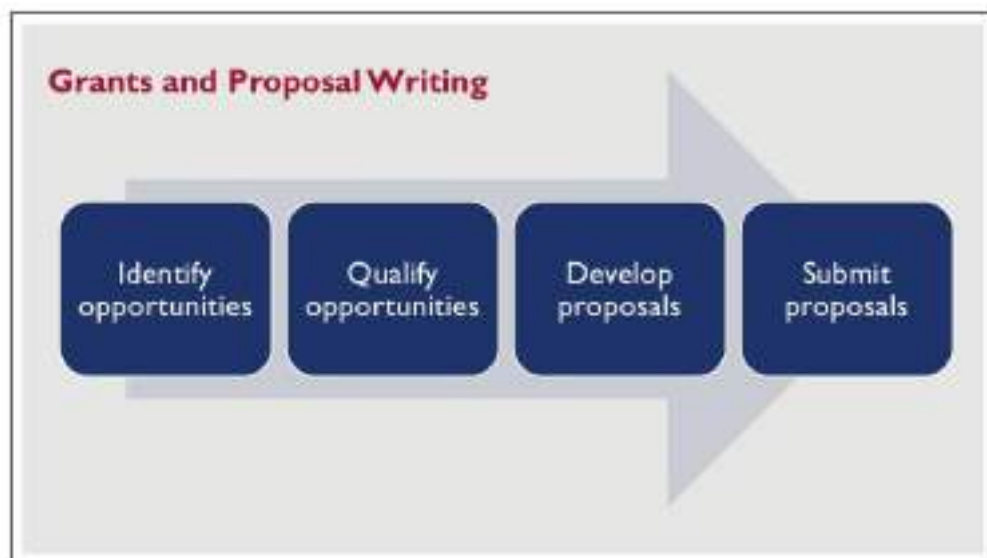 Grants and Proposal Writing
Identify
opportunities
Qualify
opportunities
Develop
proposals
Submit
proposals